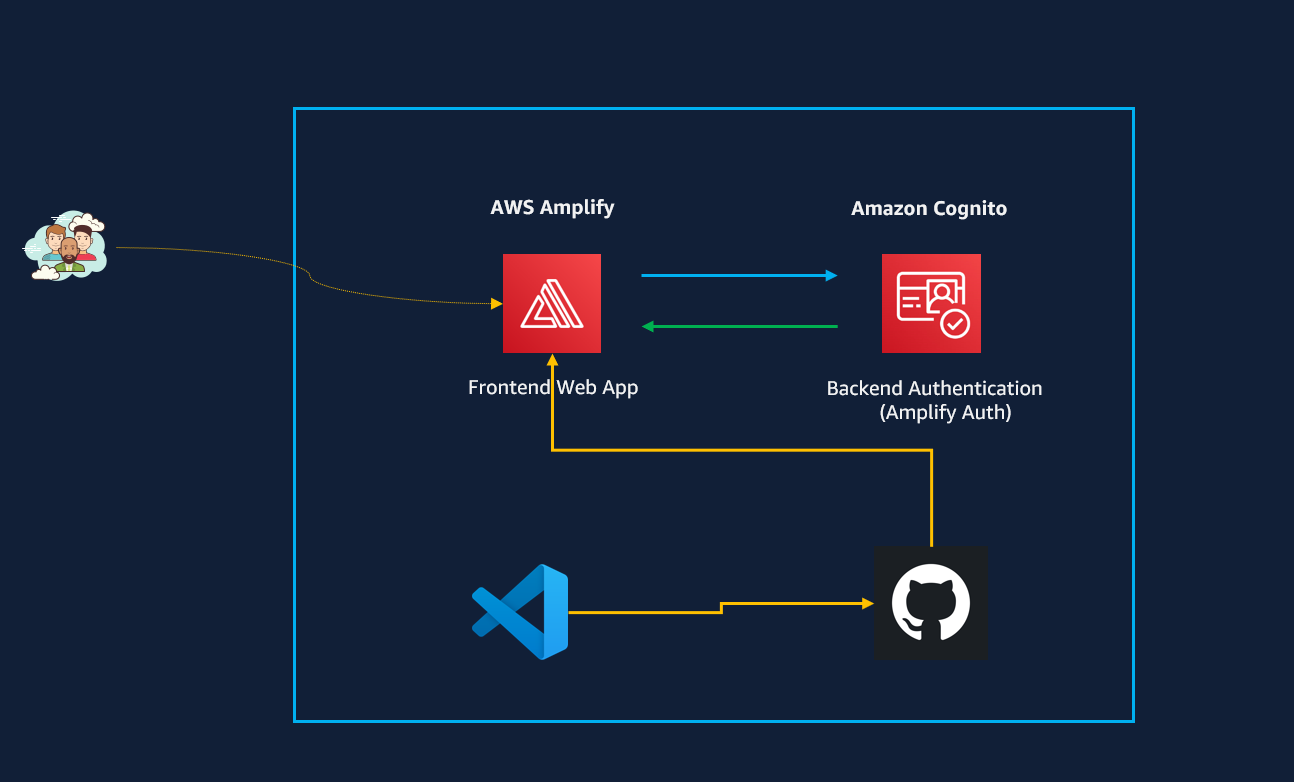 AWS Amplify
Amazon Cognito
Frontend Web App
Backend Authentication
(Amplify Auth)